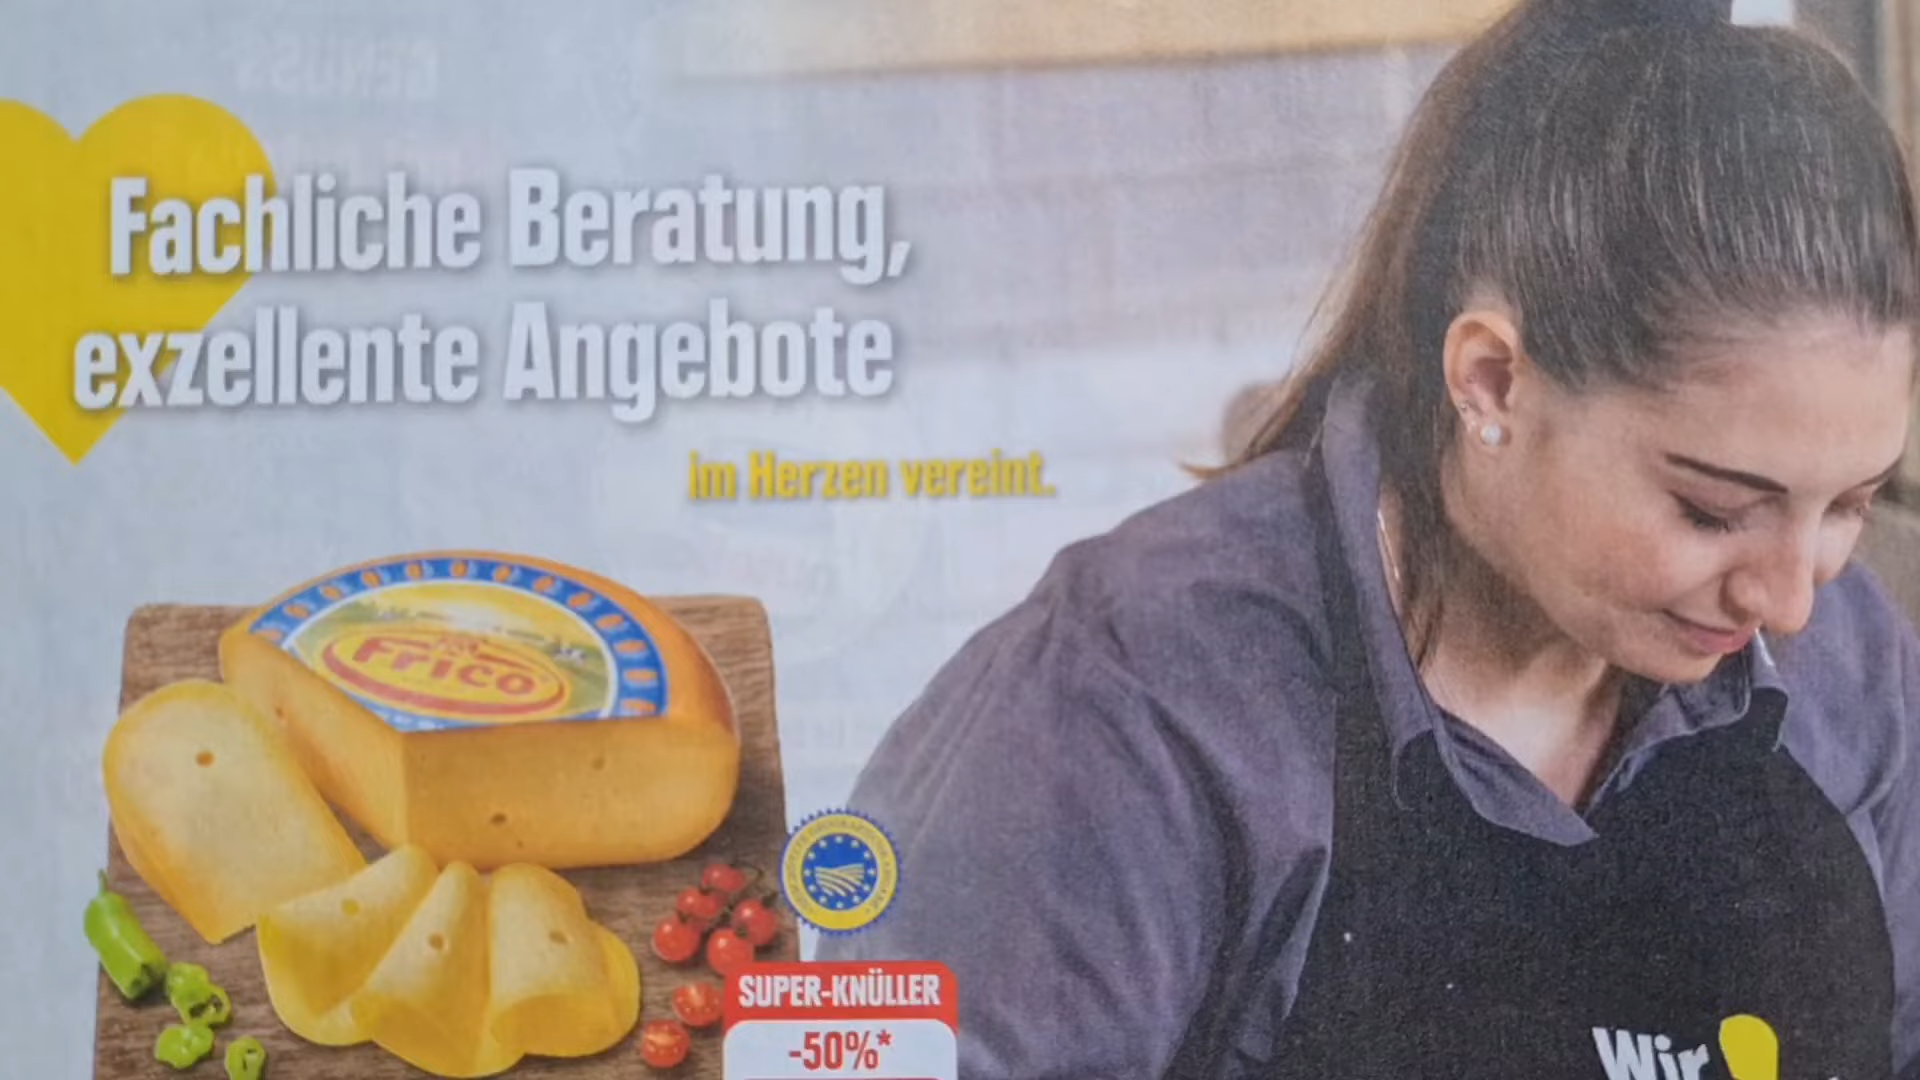 Fachliche Beratung,
exzellente Angebote
im Herzen vereint.
Frico
SUPER-KNÜLLER
-50%*
Wir